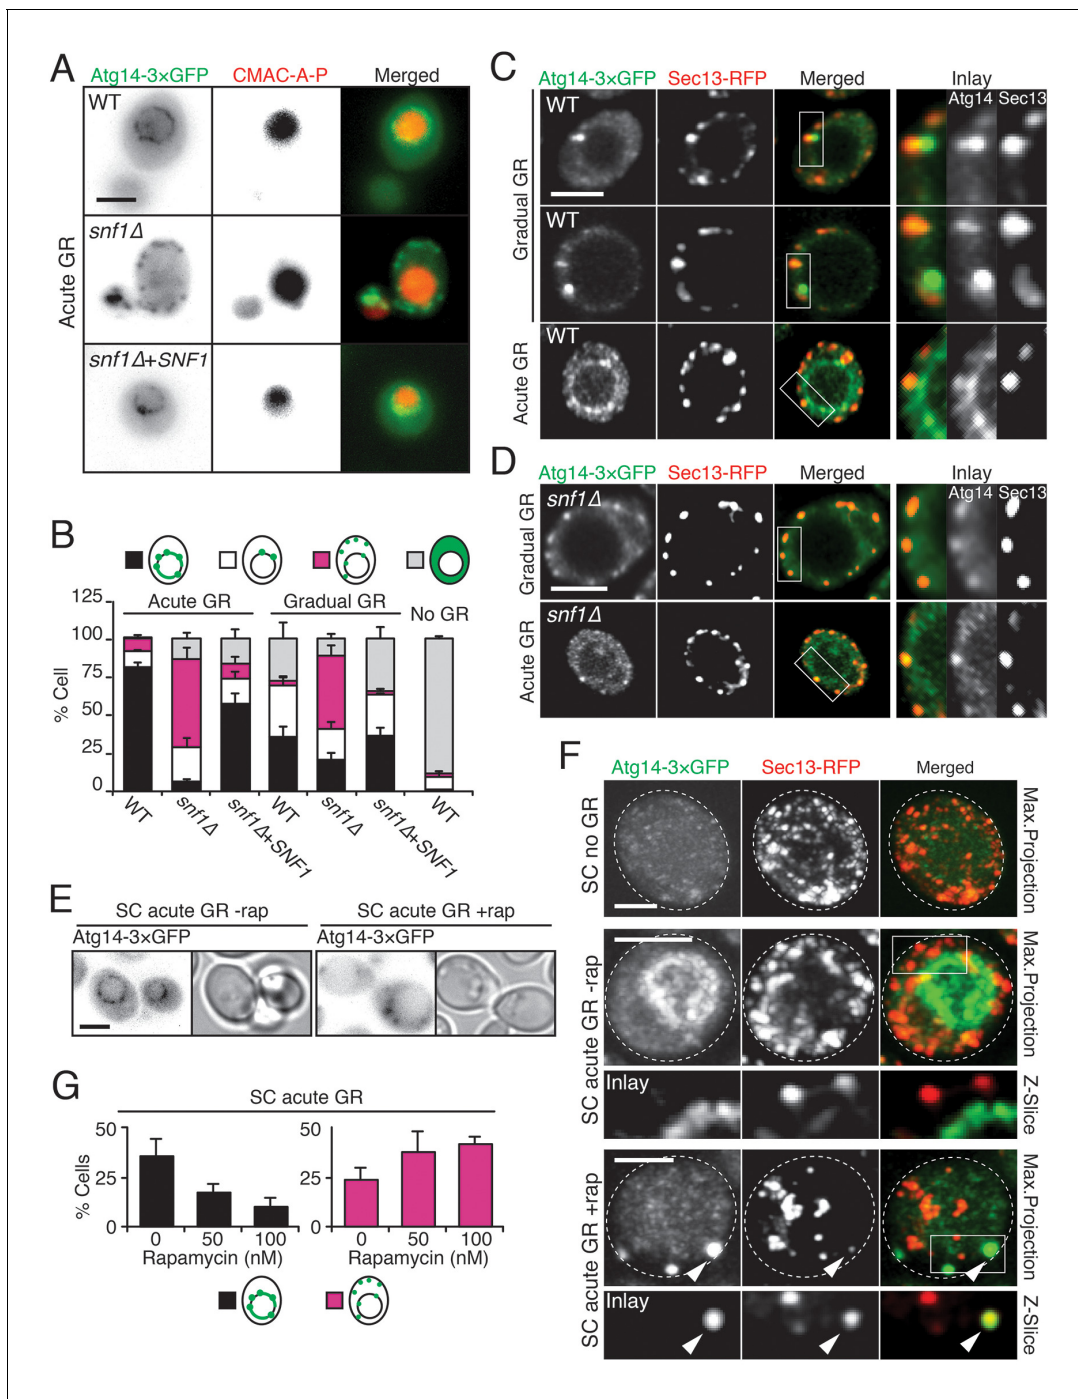 A
Atg14-3×GFP CMAC-A-P Merged
Acute GR
WT
snf1Δ
snf1Δ+SNF1
B
Acute GR Gradual GR No GR
% Cell
125
100
75
50
25
0
WT snf1Δ snf1Δ+SNF1 WT snf1Δ snf1Δ+SNF1 WT
C
Atg14-3×GFP Sec13-RFP Merged Inlay
Atg14 Sec13
Gradual GR
WT
WT
Acute GR
WT
D
Atg14-3×GFP Sec13-RFP Merged Inlay
Atg14 Sec13
Gradual GR
snf1Δ
Acute GR
snf1Δ
E
SC acute GR -rap SC acute GR +rap
Atg14-3×GFP Atg14-3×GFP
F
Atg14-3×GFP Sec13-RFP Merged
SC no GR
Max.Projection
SC acute GR -rap
Max.Projection
Inlay
Z-Slice
SC acute GR +rap
Max.Projection
Inlay
Z-Slice
G
SC acute GR
% Cells
50 50
25 25
0 0
0 50 100 0 50 100
Rapamycin (nM) Rapamycin (nM)